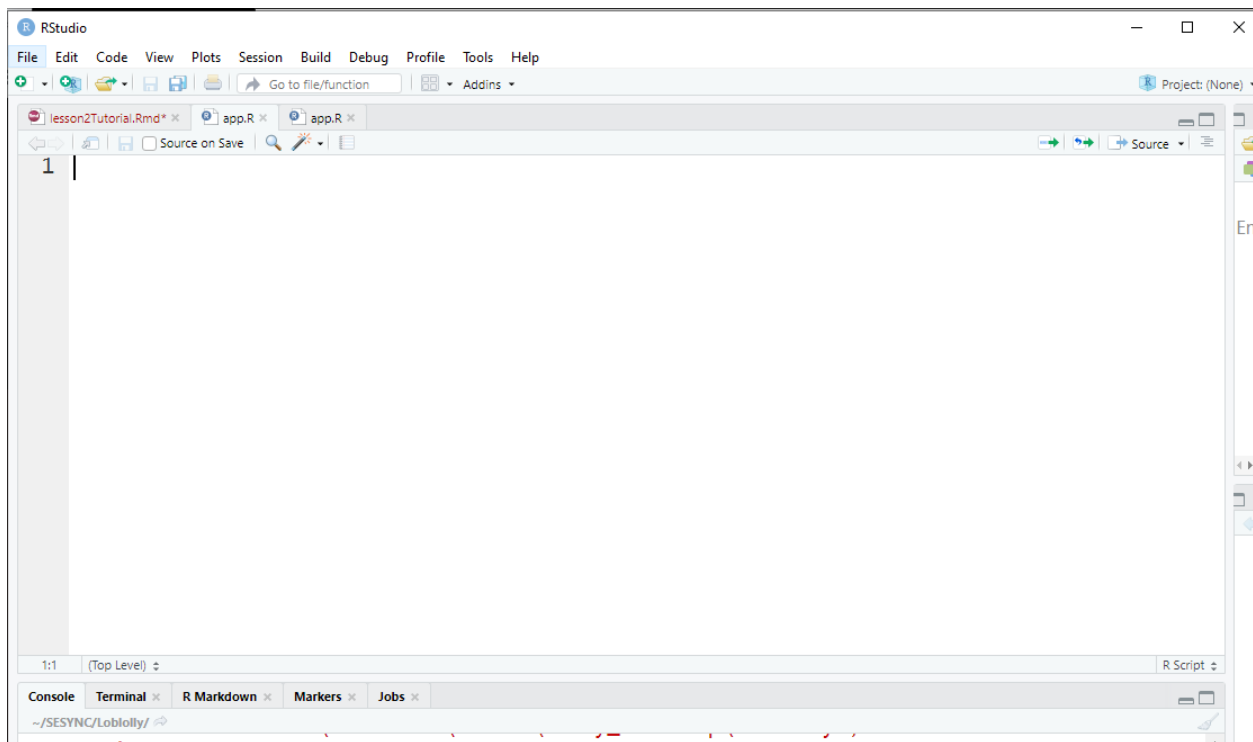 RStudio
File Edit Code View Plots Session Build Debug Profile Tools Help
Go to file/function Addins Project: (None)
lesson2Tutorial.Rmd* app.R app.R
Source on Save Source
1
En
1:1 (Top Level) R Script
Console Terminal R Markdown Markers Jobs
~/SESYNC/Loblolly/